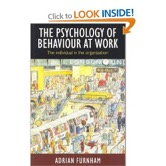 Click to LOOK INSIDE!
THE PSYCHOLOGY OF
BEHAVIOUR AT WORK
The individual in the organization
ADRIAN FURNHAM